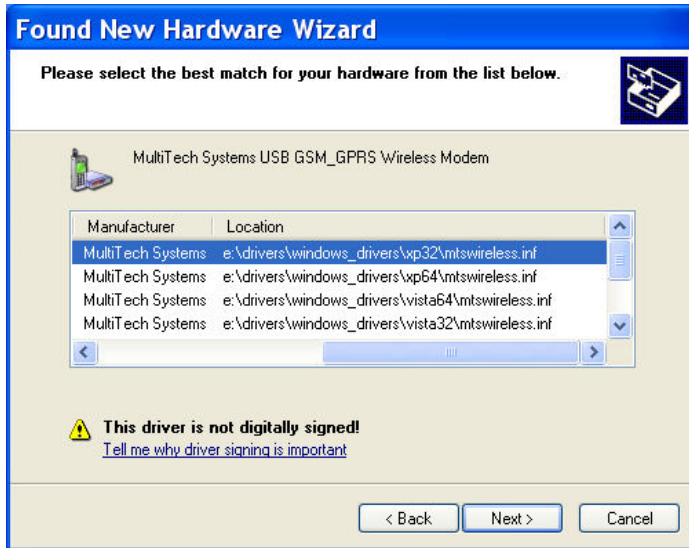 Found New Hardware Wizard
Please select the best match for your hardware from the list below.
MultiTech Systems USB GSM_GPRS Wireless Modem
Manufacturer Location
MultiTech Systems e:\drivers\windows_drivers\xp32\mtswireless.inf
MultiTech Systems e:\drivers\windows_drivers\xp64\mtswireless.inf
MultiTech Systems e:\drivers\windows_drivers\vista64\mtswireless.inf
MultiTech Systems e:\drivers\windows_drivers\vista32\mtswireless.inf
This driver is not digitally signed!
Tell me why driver signing is important
< Back Next > Cancel